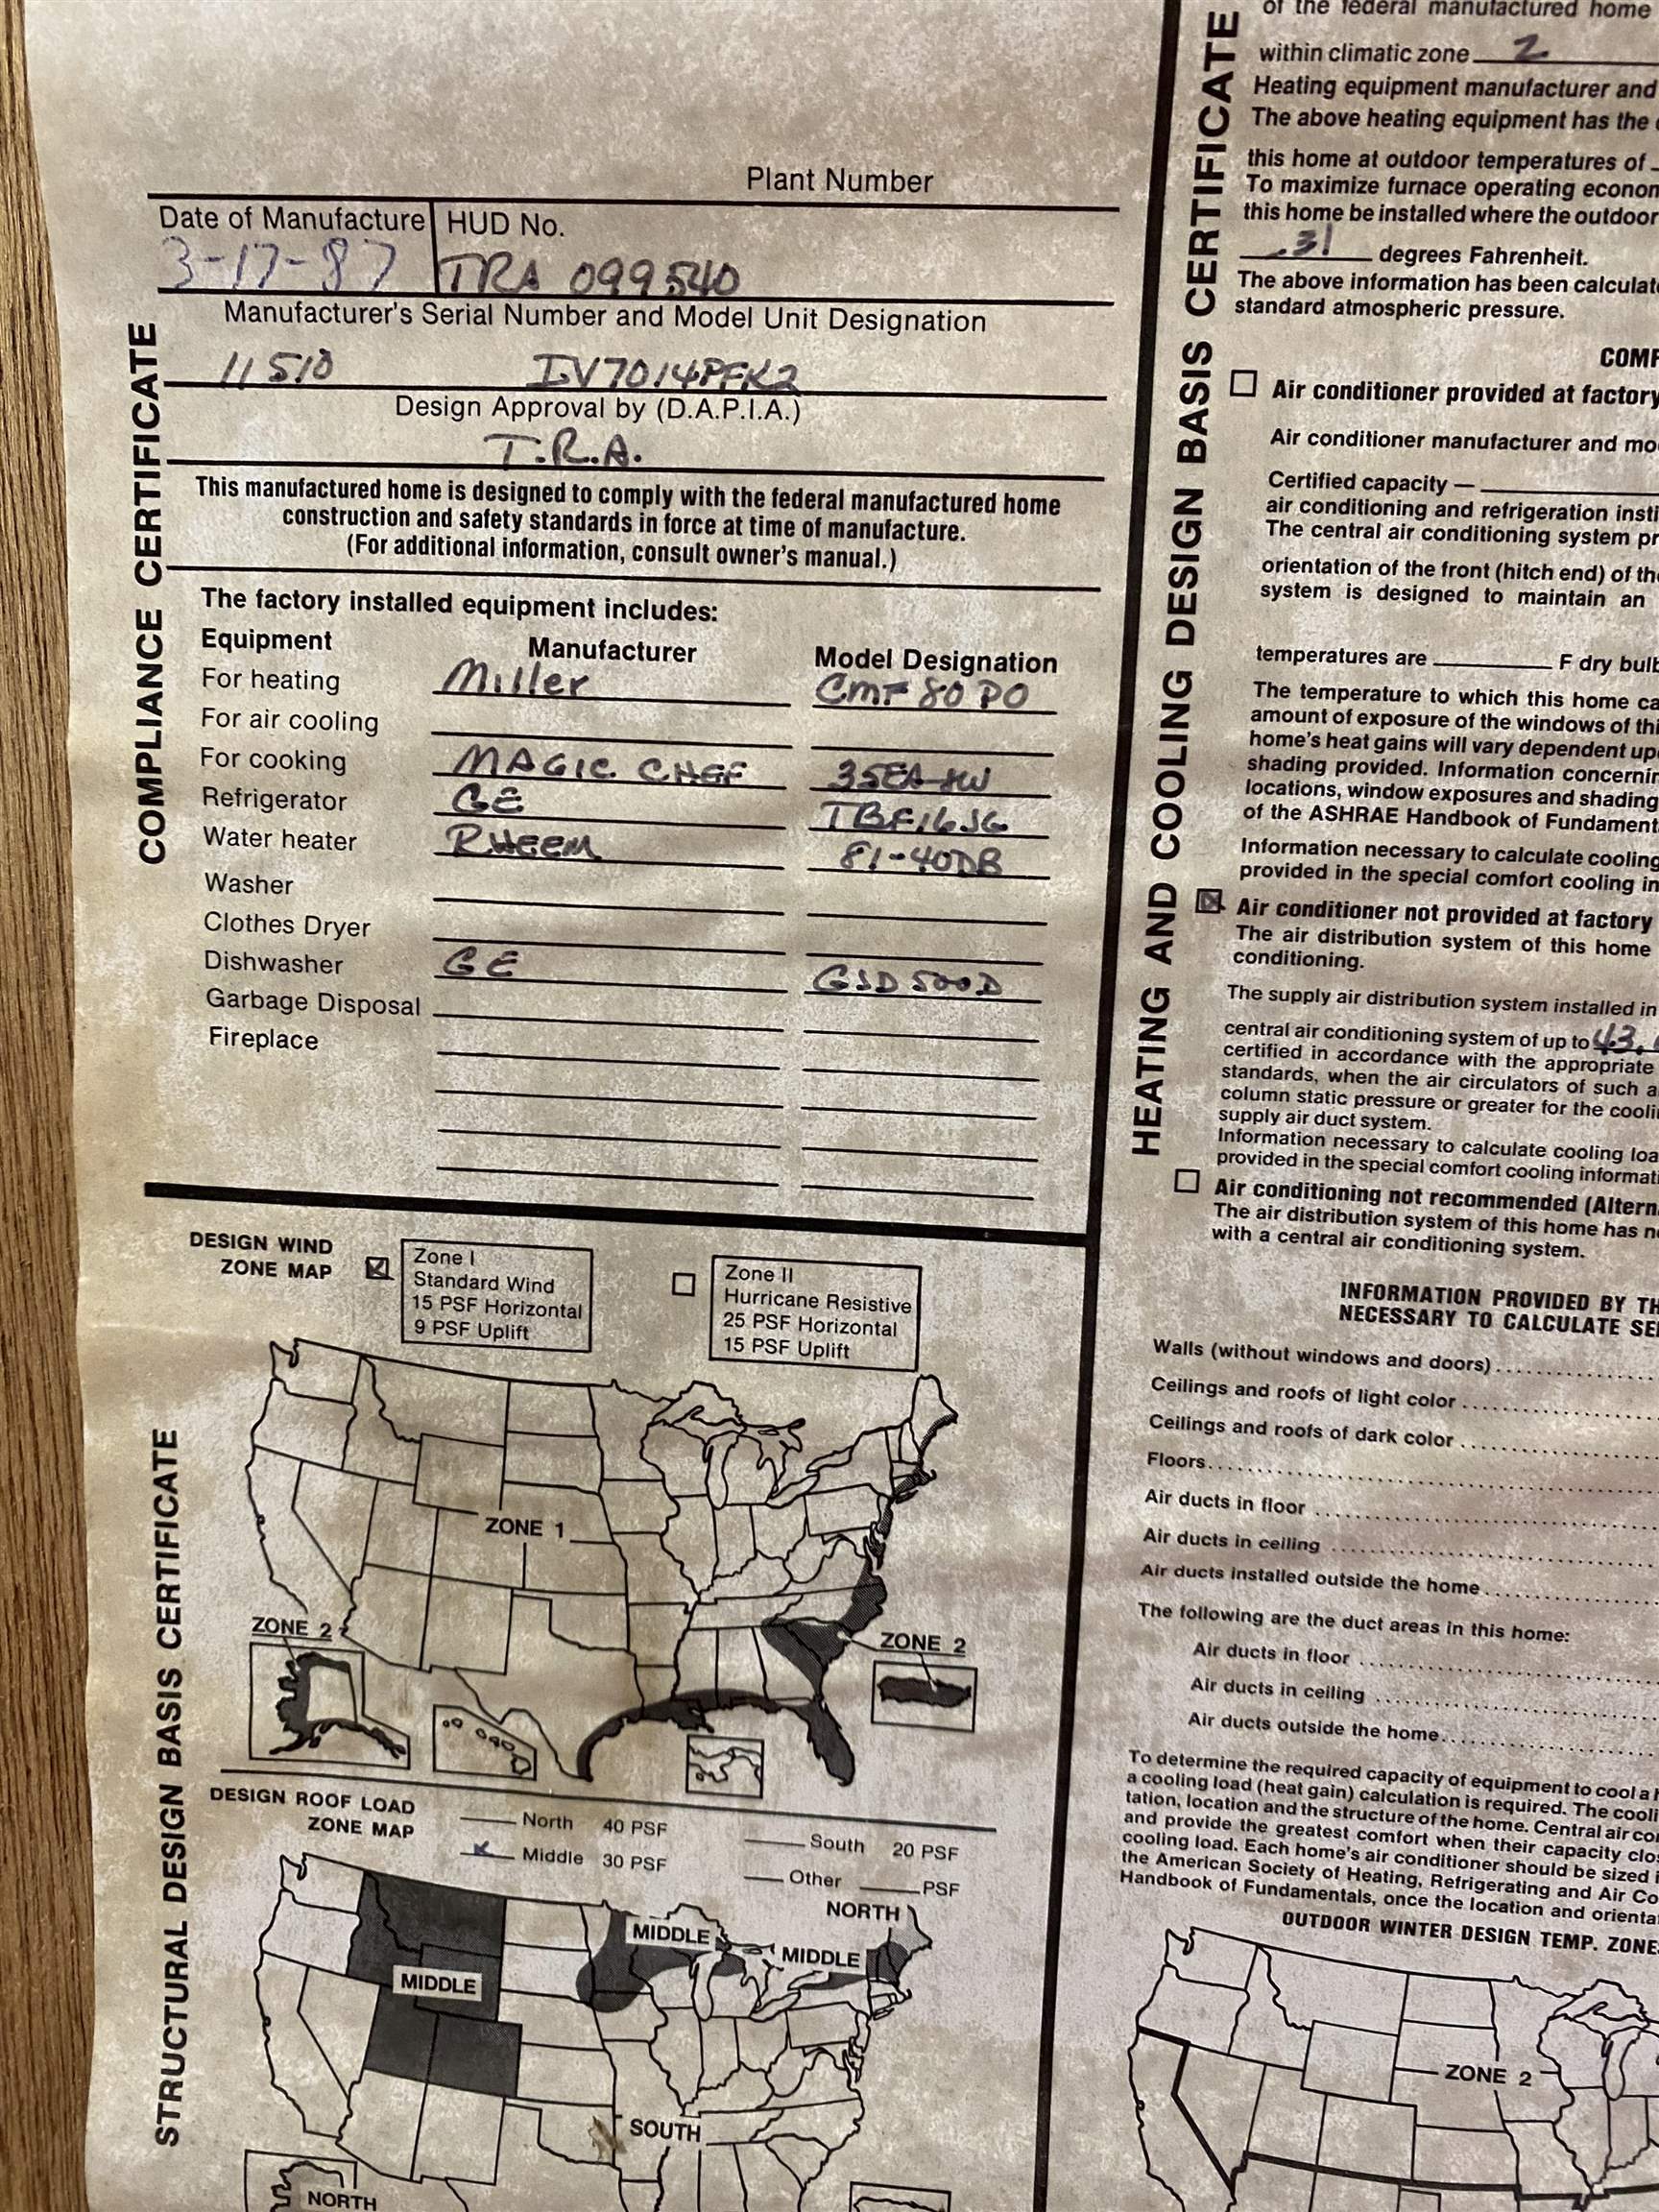 Plant Number
Date of Manufacture
HUD No.
3-17-87
TRA 099540
Manufacturer's Serial Number and Model Unit Designation
11510 IV7014PFK2
Design Approval by (D.A.P.I.A.)
T.R.A.
This manufactured home is designed to comply with the federal manufactured home
construction and safety standards in force at time of manufacture.
(For additional information, consult owner's manual.)
The factory installed equipment includes:
Equipment Manufacturer Model Designation
For heating Miller CMF 80 PO
For air cooling
For cooking MAGIC CHEF
Refrigerator GE TBF16JG
Water heater RHEEM 81-40DB
Washer
Clothes Dryer
Dishwasher GE GSD500D
Garbage Disposal
Fireplace
COMPLIANCE CERTIFICATE
DESIGN WIND
ZONE MAP
Zone I
Standard Wind
15 PSF Horizontal
9 PSF Uplift
Zone II
Hurricane Resistive
25 PSF Horizontal
15 PSF Uplift
ZONE 1
ZONE 2
ZONE 2
DESIGN ROOF LOAD
ZONE MAP
North 40 PSF
Middle 30 PSF
South 20 PSF
Other PSF
NORTH
MIDDLE
MIDDLE
MIDDLE
SOUTH
NORTH
STRUCTURAL DESIGN BASIS CERTIFICATE
HEATING AND COOLING DESIGN BASIS CERTIFICATE
of the federal manufactured home
within climatic zone 2
Heating equipment manufacturer and
The above heating equipment has the
this home at outdoor temperatures of
To maximize furnace operating econom
this home be installed where the outdoor
31 degrees Fahrenheit.
The above information has been calculate
standard atmospheric pressure.
COMF
Air conditioner provided at factory
Air conditioner manufacturer and mo
Certified capacity —
air conditioning and refrigeration insti
The central air conditioning system pr
orientation of the front (hitch end) of the
system is designed to maintain an
temperatures are F dry bulb
The temperature to which this home ca
amount of exposure of the windows of thi
home's heat gains will vary dependent up
shading provided. Information concernin
locations, window exposures and shading
of the ASHRAE Handbook of Fundament
Information necessary to calculate cooling
provided in the special comfort cooling in
Air conditioner not provided at factory
The air distribution system of this home
conditioning.
The supply air distribution system installed in
central air conditioning system of up to 43,
certified in accordance with the appropriate
standards, when the air circulators of such a
column static pressure or greater for the cooli
supply air duct system.
Information necessary to calculate cooling loa
provided in the special comfort cooling informati
Air conditioning not recommended (Altern
The air distribution system of this home has n
with a central air conditioning system.
INFORMATION PROVIDED BY TH
NECESSARY TO CALCULATE SE
Walls (without windows and doors)
Ceilings and roofs of light color
Ceilings and roofs of dark color
Floors
Air ducts in floor
Air ducts in ceiling
Air ducts installed outside the home
The following are the duct areas in this home:
Air ducts in floor
Air ducts in ceiling
Air ducts outside the home
To determine the required capacity of equipment to cool a h
a cooling load (heat gain) calculation is required. The cooli
tation, location and the structure of the home. Central air co
and provide the greatest comfort when their capacity clos
cooling load. Each home's air conditioner should be sized i
the American Society of Heating, Refrigerating and Air Co
Handbook of Fundamentals, once the location and orienta
OUTDOOR WINTER DESIGN TEMP. ZONE
ZONE 2